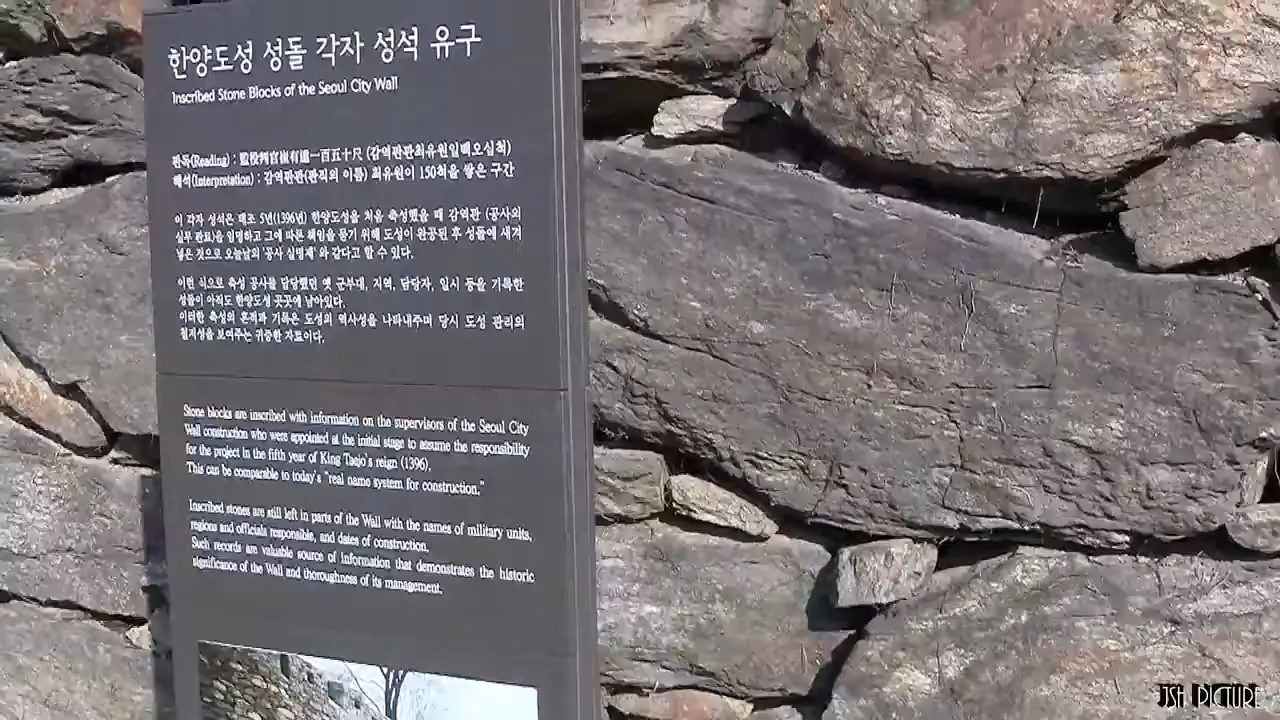 한양도성 성돌 각자 성석 유구
Inscribed Stone Blocks of the Seoul City Wall
판독(Reading) : 監役判官崔有遠一百五十尺 (감역판관최유원일백오십척)
해석(Interpretation) : 감역판관(관직의 이름) 최유원이 150척을 쌓은 구간
이 각자 성석은 태조 5년(1396년) 한양도성을 처음 축성했을 때 감역관 (공사의
실무 관료)을 임명하고 그에 따른 책임을 묻기 위해 도성이 완공된 후 성돌에 새겨
넣은 것으로 오늘날의 '공사 실명제' 와 같다고 할 수 있다.
이런 식으로 축성 공사를 담당했던 옛 군부대, 지역, 담당자, 일시 등을 기록한
성돌이 아직도 한양도성 곳곳에 남아있다.
이러한 축성의 흔적과 기록은 도성의 역사성을 나타내주며 당시 도성 관리의
철저성을 보여주는 귀중한 자료이다.
Stone blocks are inscribed with information on the supervisors of the Seoul City
Wall construction who were appointed at the initial stage to assume the responsibility
for the project in the fifth year of King Taejo's reign (1396).
This can be comparable to today's "real name system for construction."
Inscribed stones are still left in parts of the Wall with the names of military units,
regions and officials responsible, and dates of construction.
Such records are valuable source of information that demonstrates the historic
significance of the Wall and thoroughness of its management.
JSH PICTURE